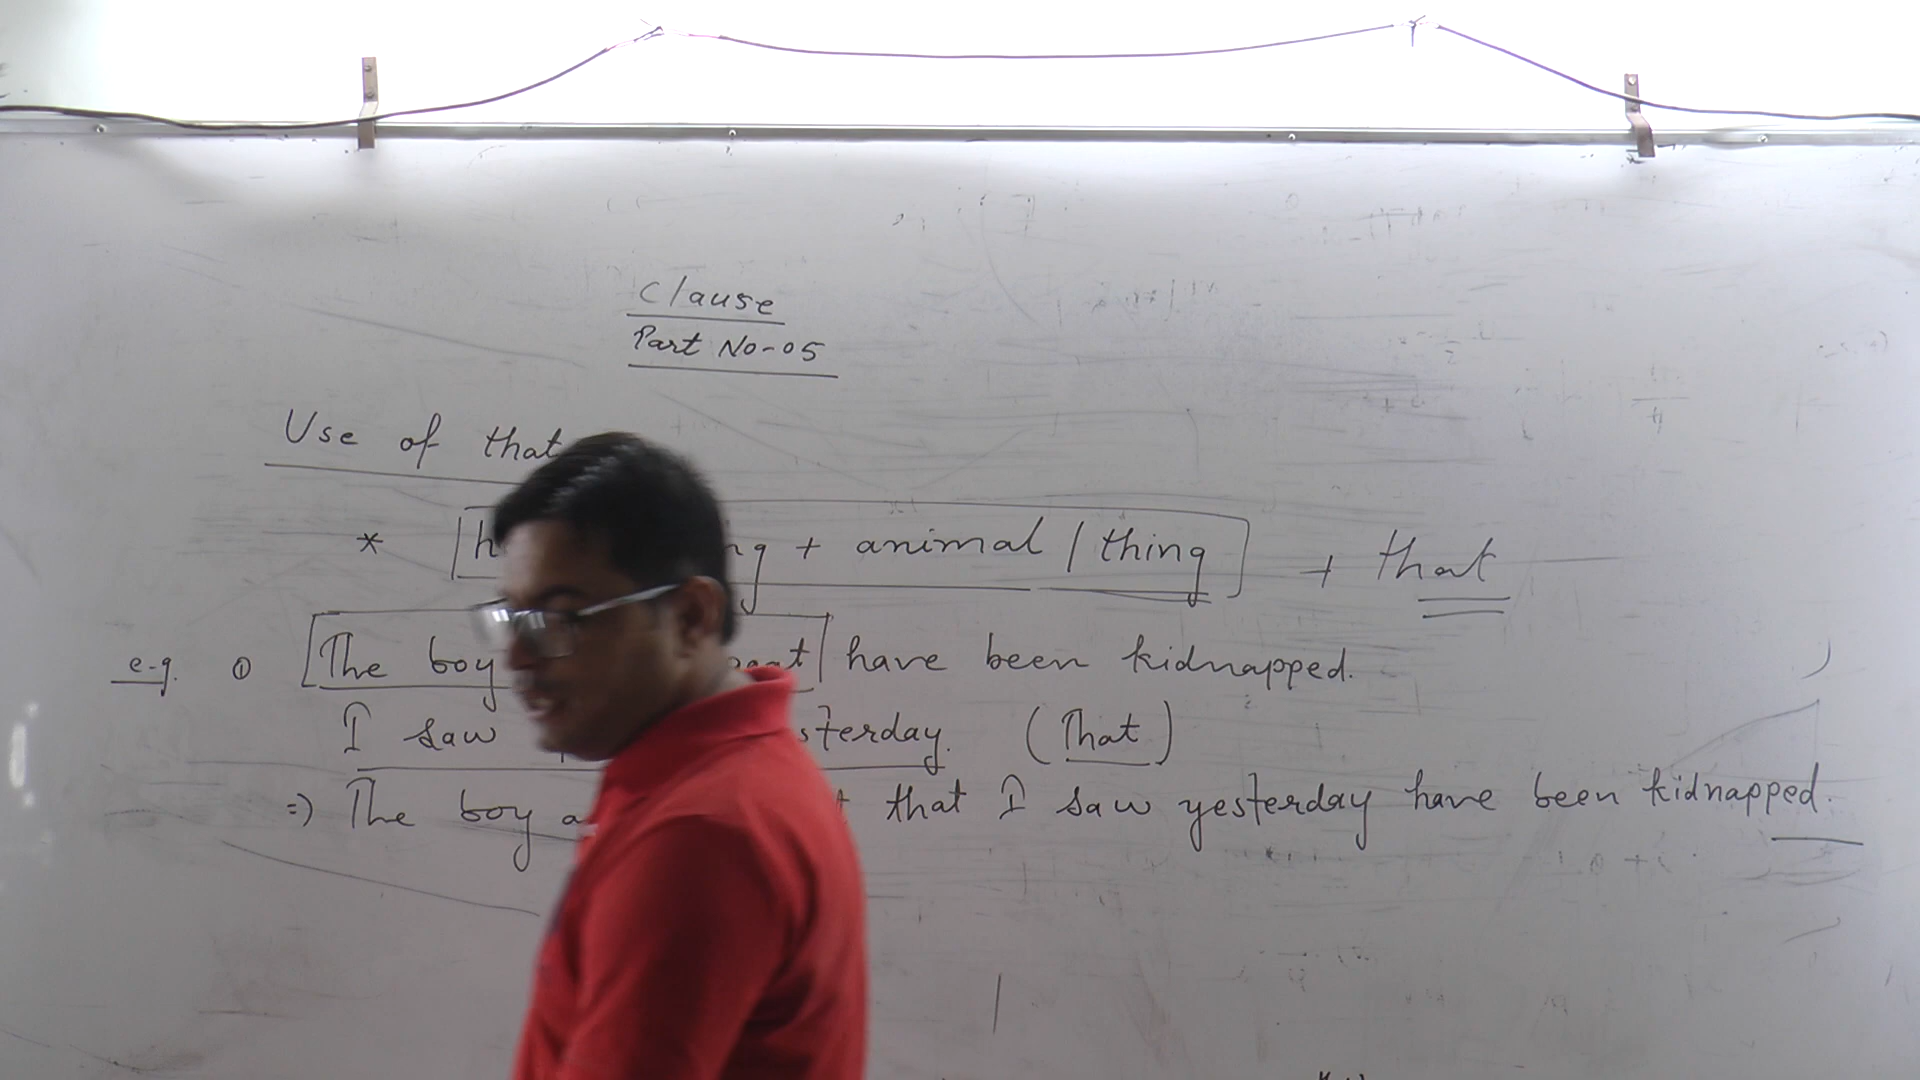 Clause
Part No-05
Use of that
* + animal / thing + that
e.g. ① The boy have been kidnapped.
I saw yesterday. (That)
=) The boy that I saw yesterday have been kidnapped.